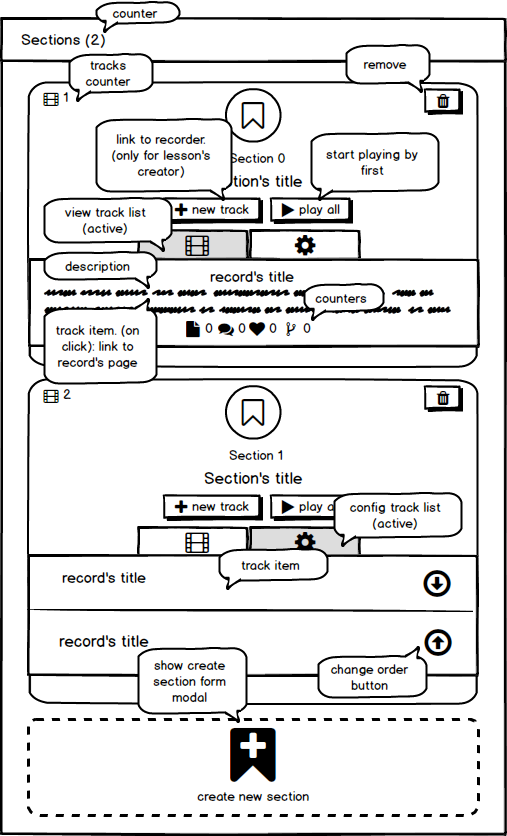 counter
Sections (2)
tracks
counter
remove
1
link to recorder.
(only for lesson's
creator)
start playing by
first
Section 0
tion's title
new track
play all
view track list
(active)
description
record's title
counters
track item. (on
click): link to
record's page
0 0 0 0
2
Section 1
Section's title
new track
play a
config track list
(active)
track item
record's title
record's title
show create
section form
modal
change order
button
create new section